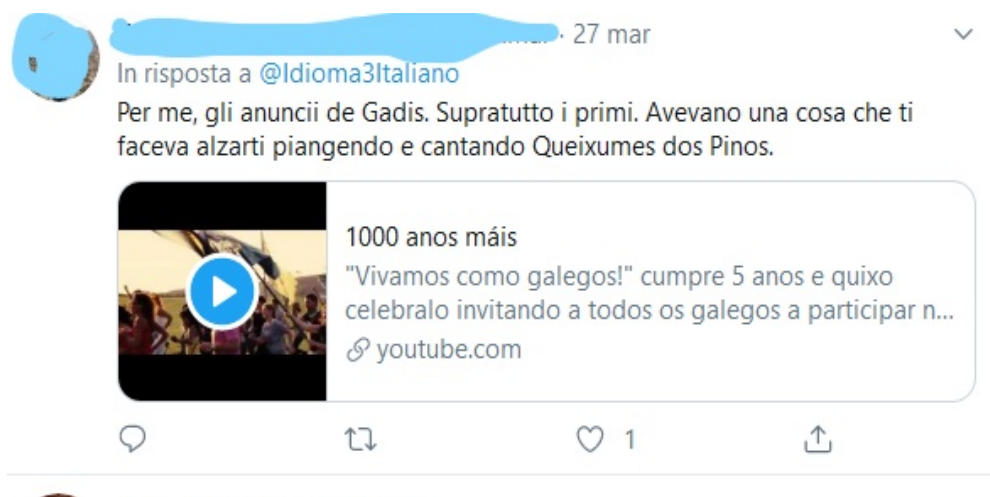 · 27 mar
In risposta a @Idioma3Italiano
Per me, gli anuncii de Gadis. Supratutto i primi. Avevano una cosa che ti
faceva alzarti piangendo e cantando Queixumes dos Pinos.
1000 anos máis
"Vivamos como galegos!" cumpre 5 anos e quixo
celebralo invitando a todos os galegos a participar n...
youtube.com
1